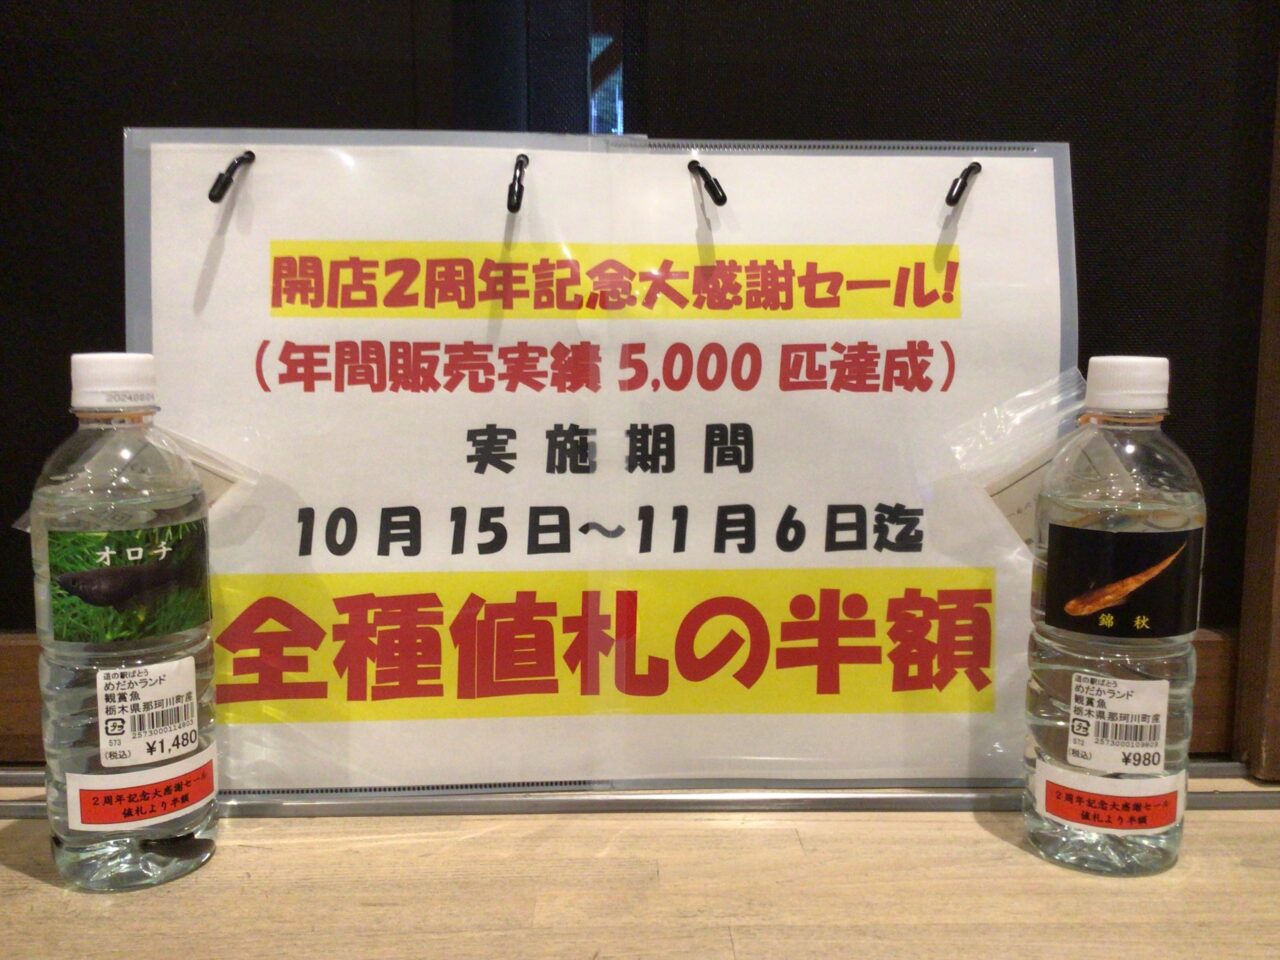 開店2周年記念大感謝セール!
(年間販売実績 5,000 匹達成)
実施期間
10月15日～11月6日迄
全種値札の半額
オロチ
道の駅ばとう
めだかランド
観賞魚
栃木県那珂川町産
573
2573000114803
(税込)
¥1,480
2周年記念大感謝セール
値札より半額
錦秋
道の駅ばとう
めだかランド
観賞魚
栃木県那珂川町産
573
2573000109809
(税込)
¥980
2周年記念大感謝セール
値札より半額